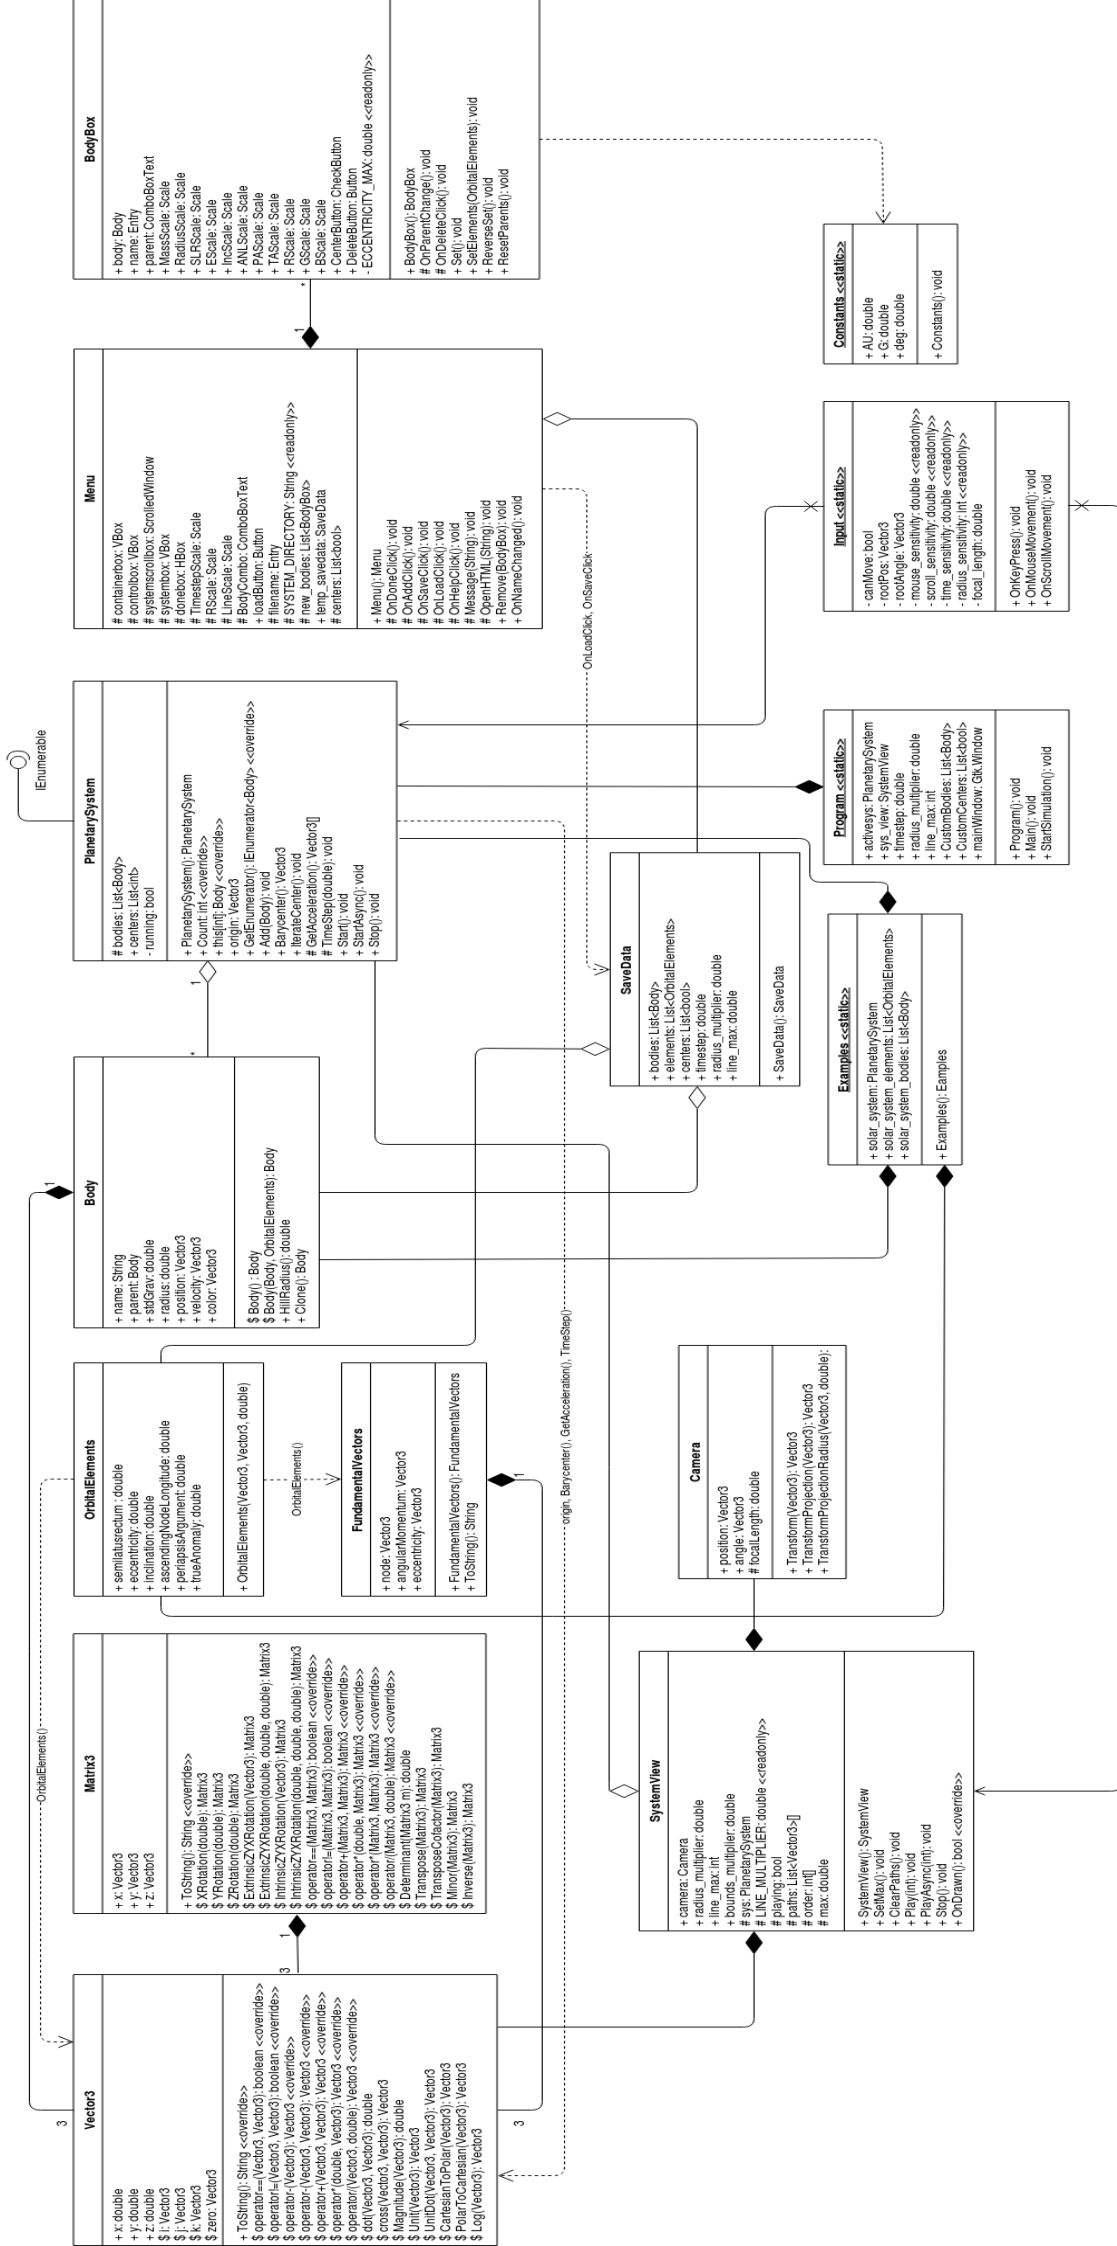 Vector3
+ x: double
+ y: double
+ z: double
$ i: Vector3
$ j: Vector3
$ k: Vector3
$ zero: Vector3
+ ToString(): String <<override>>
$ operator==(Vector3, Vector3): boolean <<override>>
$ operator!=(Vector3, Vector3): boolean <<override>>
$ operator-(Vector3): Vector3 <<override>>
$ operator-(Vector3, Vector3): Vector3 <<override>>
$ operator+(Vector3, Vector3): Vector3 <<override>>
$ operator*(double, Vector3): Vector3 <<override>>
$ operator/(Vector3, double): Vector3 <<override>>
$ dot(Vector3, Vector3): double
$ cross(Vector3, Vector3): Vector3
$ Magnitude(Vector3): double
$ Unit(Vector3): Vector3
$ UnitDot(Vector3, Vector3): Vector3
$ CartesianToPolar(Vector3): Vector3
$ PolarToCartesian(Vector3): Vector3
$ Log(Vector3): Vector3
3
3
3
1
Matrix3
+ x: Vector3
+ y: Vector3
+ z: Vector3
+ ToString(): String <<override>>
$ XRotation(double): Matrix3
$ YRotation(double): Matrix3
$ ZRotation(double): Matrix3
$ ExtrinsicZYXRotation(Vector3): Matrix3
$ ExtrinsicZYXRotation(double, double, double): Matrix3
$ IntrinsicZYXRotation(Vector3): Matrix3
$ IntrinsicZYXRotation(double, double, double): Matrix3
$ operator==(Matrix3, Matrix3): boolean <<override>>
$ operator!=(Matrix3, Matrix3): boolean <<override>>
$ operator+(Matrix3, Matrix3): Matrix3 <<override>>
$ operator*(double, Matrix3): Matrix3 <<override>>
$ operator*(Matrix3, Matrix3): Matrix3 <<override>>
$ operator/(Matrix3, double): Matrix3 <<override>>
$ Determinant(Matrix3 m): double
$ Transpose(Matrix3): Matrix3
$ TransposeCofactor(Matrix3): Matrix3
$ Minor(Matrix3): Matrix3
$ Inverse(Matrix3): Matrix3
OrbitalElements()
OrbitalElements
+ semilatusrectum : double
+ eccentricity: double
+ inclination: double
+ ascendingNodeLongitude: double
+ periapsisArgument: double
+ trueAnomaly: double
+ OrbitalElements(Vector3, Vector3, double)
OrbitalElements()
FundamentalVectors
+ node: Vector3
+ angularMomentum: Vector3
+ eccentricity: Vector3
+ FundamentalVectors(): FundamentalVectors
+ ToString(): String
1
Body
+ name: String
+ parent: Body
+ stdGrav: double
+ radius: double
+ position: Vector3
+ velocity: Vector3
+ color: Vector3
$ Body() : Body
$ Body(Body, OrbitalElements): Body
+ HillRadius(): double
+ Clone(): Body
1
*
1
PlanetarySystem
# bodies: List<Body>
+ centers: List<int>
- running: bool
+ PlanetarySystem(): PlanetarySystem
+ Count: int <<override>>
+ this[int]: Body <<override>>
+ origin: Vector3
+ GetEnumerator(): IEnumerator<Body> <<override>>
+ Add(Body): void
+ Barycenter(): Vector3
+ IterateCenter(): void
# GetAcceleration(): Vector3[]
# TimeStep(double): void
+ Start(): void
+ StartAsync(): void
+ Stop(): void
IEnumerable
origin, Barycenter(), GetAcceleration(), TimeStep()
Menu
# containerbox: VBox
# controlbox: VBox
# systemscrollbox: ScrolledWindow
# systembox: VBox
# donebox: HBox
# TimestepScale: Scale
# RScale: Scale
# LineScale: Scale
# BodyCombo: ComboBoxText
+ loadButton: Button
# filename: Entry
# SYSTEM_DIRECTORY: String <<readonly>>
# new_bodies: List<BodyBox>
+ temp_savedata: SaveData
# centers: List<bool>
+ Menu(): Menu
# OnDoneClick(): void
# OnAddClick(): void
# OnSaveClick(): void
# OnLoadClick(): void
# OnHelpClick(): void
# Message(String): void
# OpenHTML(String): void
+ Remove(BodyBox): void
+ OnNameChanged(): void
1
*
OnLoadClick, OnSaveClick
BodyBox
+ body: Body
+ name: Entry
+ parent: ComboBoxText
+ MassScale: Scale
+ RadiusScale: Scale
+ SLRScale: Scale
+ EScale: Scale
+ IncScale: Scale
+ ANLScale: Scale
+ PAScale: Scale
+ TAScale: Scale
+ RScale: Scale
+ GScale: Scale
+ BScale: Scale
+ CenterButton: CheckButton
+ DeleteButton: Button
- ECCENTRICITY_MAX: double <<readonly>>
+ BodyBox(): BodyBox
# OnParentChange(): void
# OnDeleteClick(): void
+ Set(): void
+ SetElements(OrbitalElements): void
+ ReverseSet(): void
+ ResetParents(): void
SystemView
+ camera: Camera
+ radius_multiplier: double
+ line_max: int
+ bounds_multiplier: double
# sys: PlanetarySystem
# LINE_MULTIPLIER: double <<readonly>>
# playing: bool
# paths: List<Vector3>[]
# order: int[]
# max: double
+ SystemView(): SystemView
+ SetMax(): void
+ ClearPaths(): void
+ Play(int): void
+ PlayAsync(int): void
+ Stop(): void
+ OnDrawn(): bool <<override>>
Camera
+ position: Vector3
+ angle: Vector3
# focalLength: double
+ Transform(Vector3): Vector3
+ TransformProjection(Vector3): Vector3
+ TransformProjectionRadius(Vector3, double):
SaveData
+ bodies: List<Body>
+ elements: List<OrbitalElements>
+ centers: List<bool>
+ timestep: double
+ radius_multiplier: double
+ line_max: double
+ SaveData(): SaveData
Examples <<static>>
+ solar_system: PlanetarySystem
+ solar_system_elements: List<OrbitalElements>
+ solar_system_bodies: List<Body>
+ Examples(): Eamples
Program <<static>>
+ activesys: PlanetarySystem
+ sys_view: SystemView
+ timestep: double
+ radius_multiplier: double
+ line_max: int
+ CustomBodies: List<Body>
+ CustomCenters: List<bool>
+ mainWindow: Gtk.Window
+ Program(): void
+ Main(): void
+ StartSimulation(): void
Input <<static>>
- canMove: bool
- rootPos: Vector3
- rootAngle: Vector3
- mouse_sensitivity: double <<readonly>>
- scroll_sensitivity: double <<readonly>>
- time_sensitivity: double <<readonly>>
- radius_sensitivity: int <<readonly>>
- focal_length: double
+ OnKeyPress(): void
+ OnMouseMovement(): void
+ OnScrollMovement(): void
Constants <<static>>
+ AU: double
+ G: double
+ deg: double
+ Constants(): void